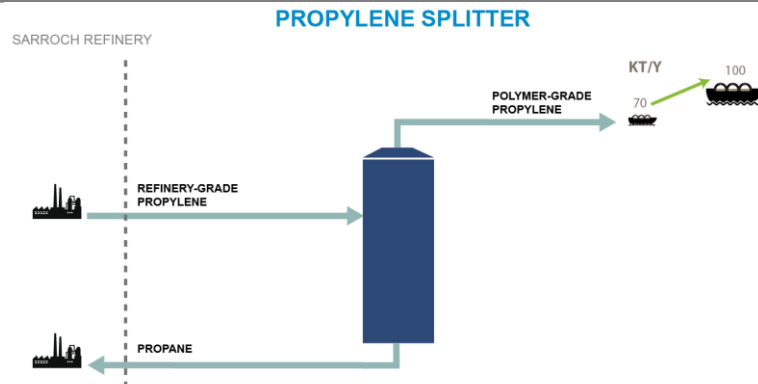 PROPYLENE SPLITTER
SARROCH REFINERY
KT/Y
100
70
POLYMER-GRADE
PROPYLENE
REFINERY-GRADE
PROPYLENE
PROPANE